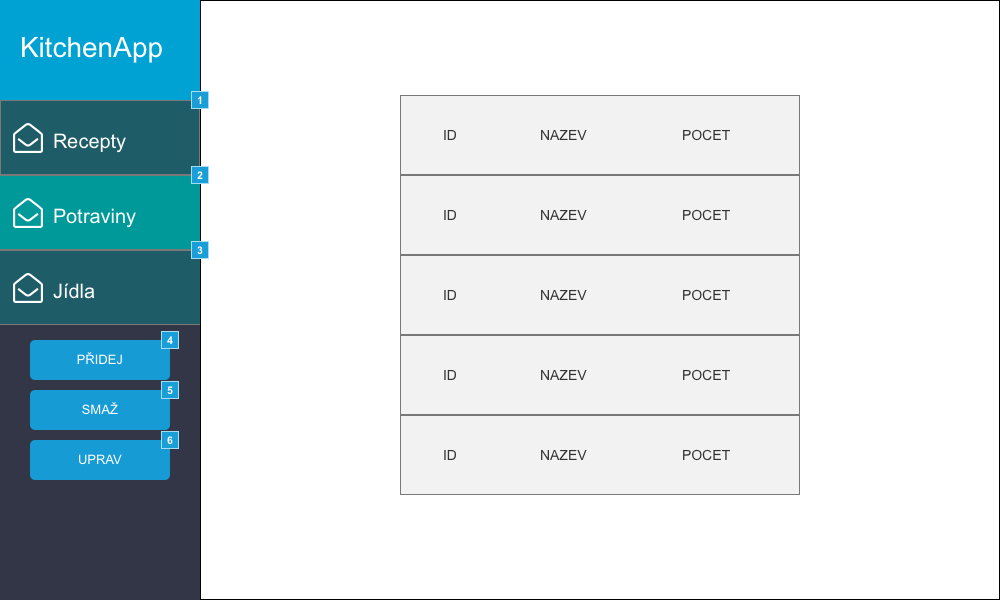 KitchenApp
1
Recepty
2
Potraviny
3
Jídla
4
PŘIDEJ
5
SMAŽ
6
UPRAV
ID NAZEV POCET
ID NAZEV POCET
ID NAZEV POCET
ID NAZEV POCET
ID NAZEV POCET